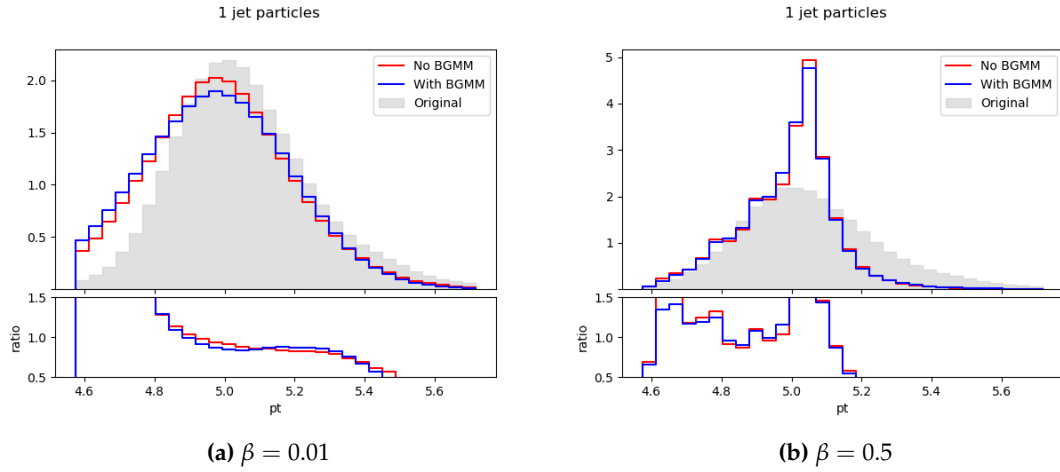 1 jet particles
No BGMM
With BGMM
Original
2.0
1.5
1.0
0.5
1.5
1.0
0.5
ratio
4.6 4.8 5.0 5.2 5.4 5.6
pt
(a) β = 0.01
1 jet particles
No BGMM
With BGMM
Original
5
4
3
2
1
1.5
1.0
0.5
ratio
4.6 4.8 5.0 5.2 5.4 5.6
pt
(b) β = 0.5